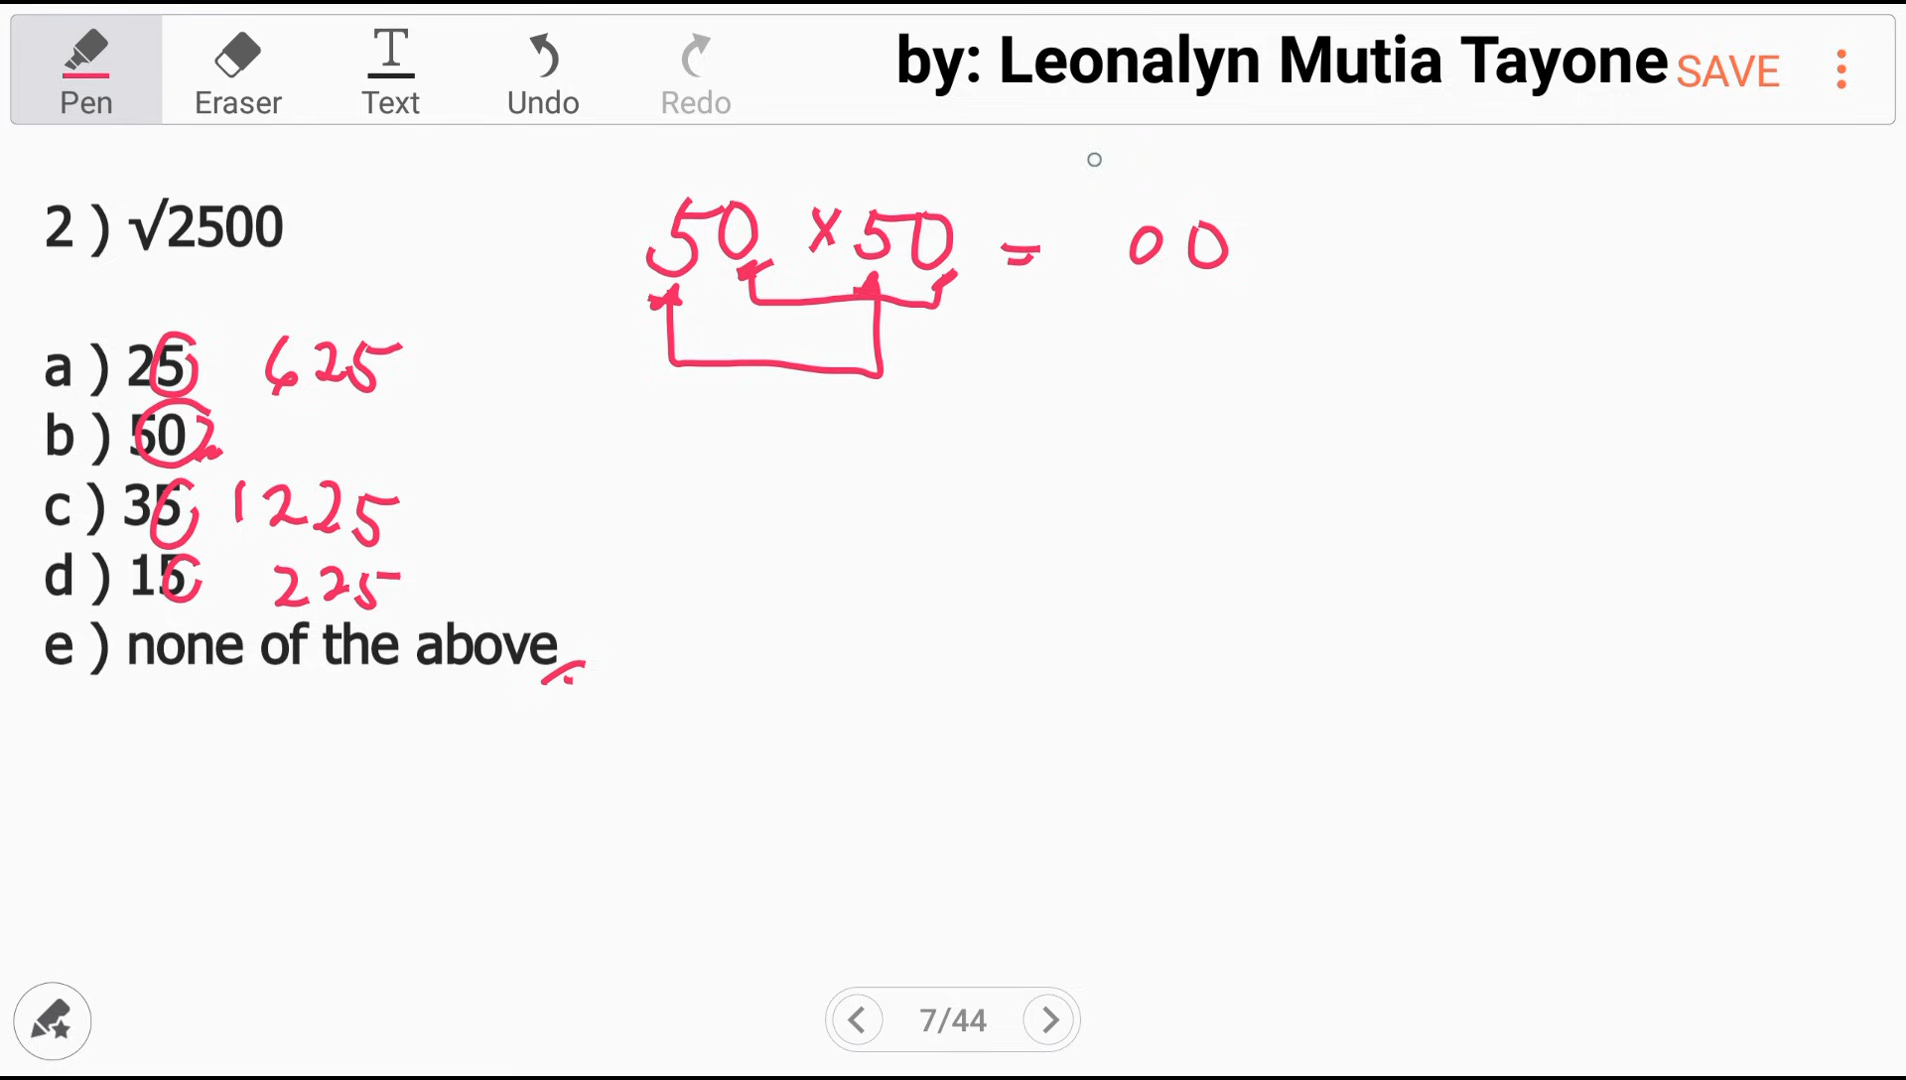 Pen Eraser Text Undo Redo by: Leonalyn Mutia Tayone SAVE
2 ) √2500 50 x 50 = 00
a ) 25 625
b ) 50
c ) 35 1225
d ) 15 225
e ) none of the above
7/44